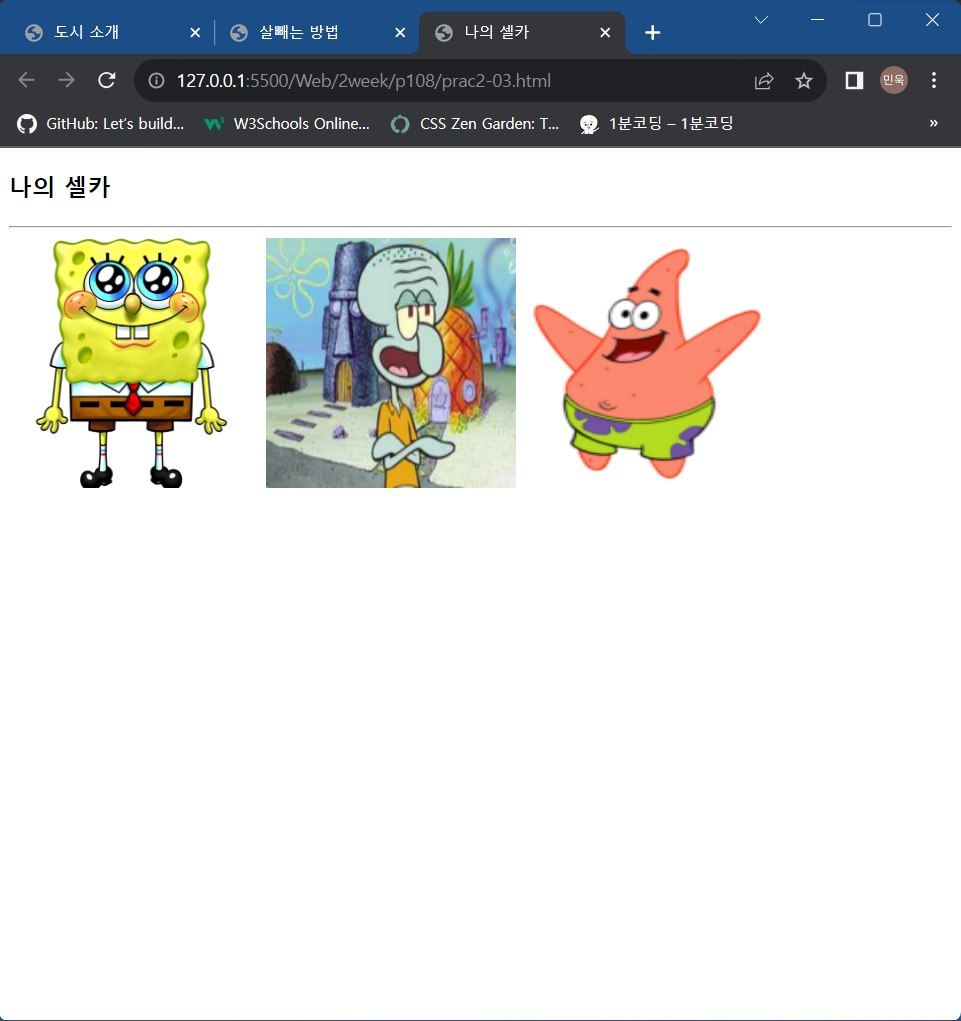 도시 소개
살빼는 방법
나의 셀카
127.0.0.1:5500/Web/2week/p108/prac2-03.html
민욱
GitHub: Let's build...
W3Schools Online...
CSS Zen Garden: T...
1분코딩 – 1분코딩
»
나의 셀카